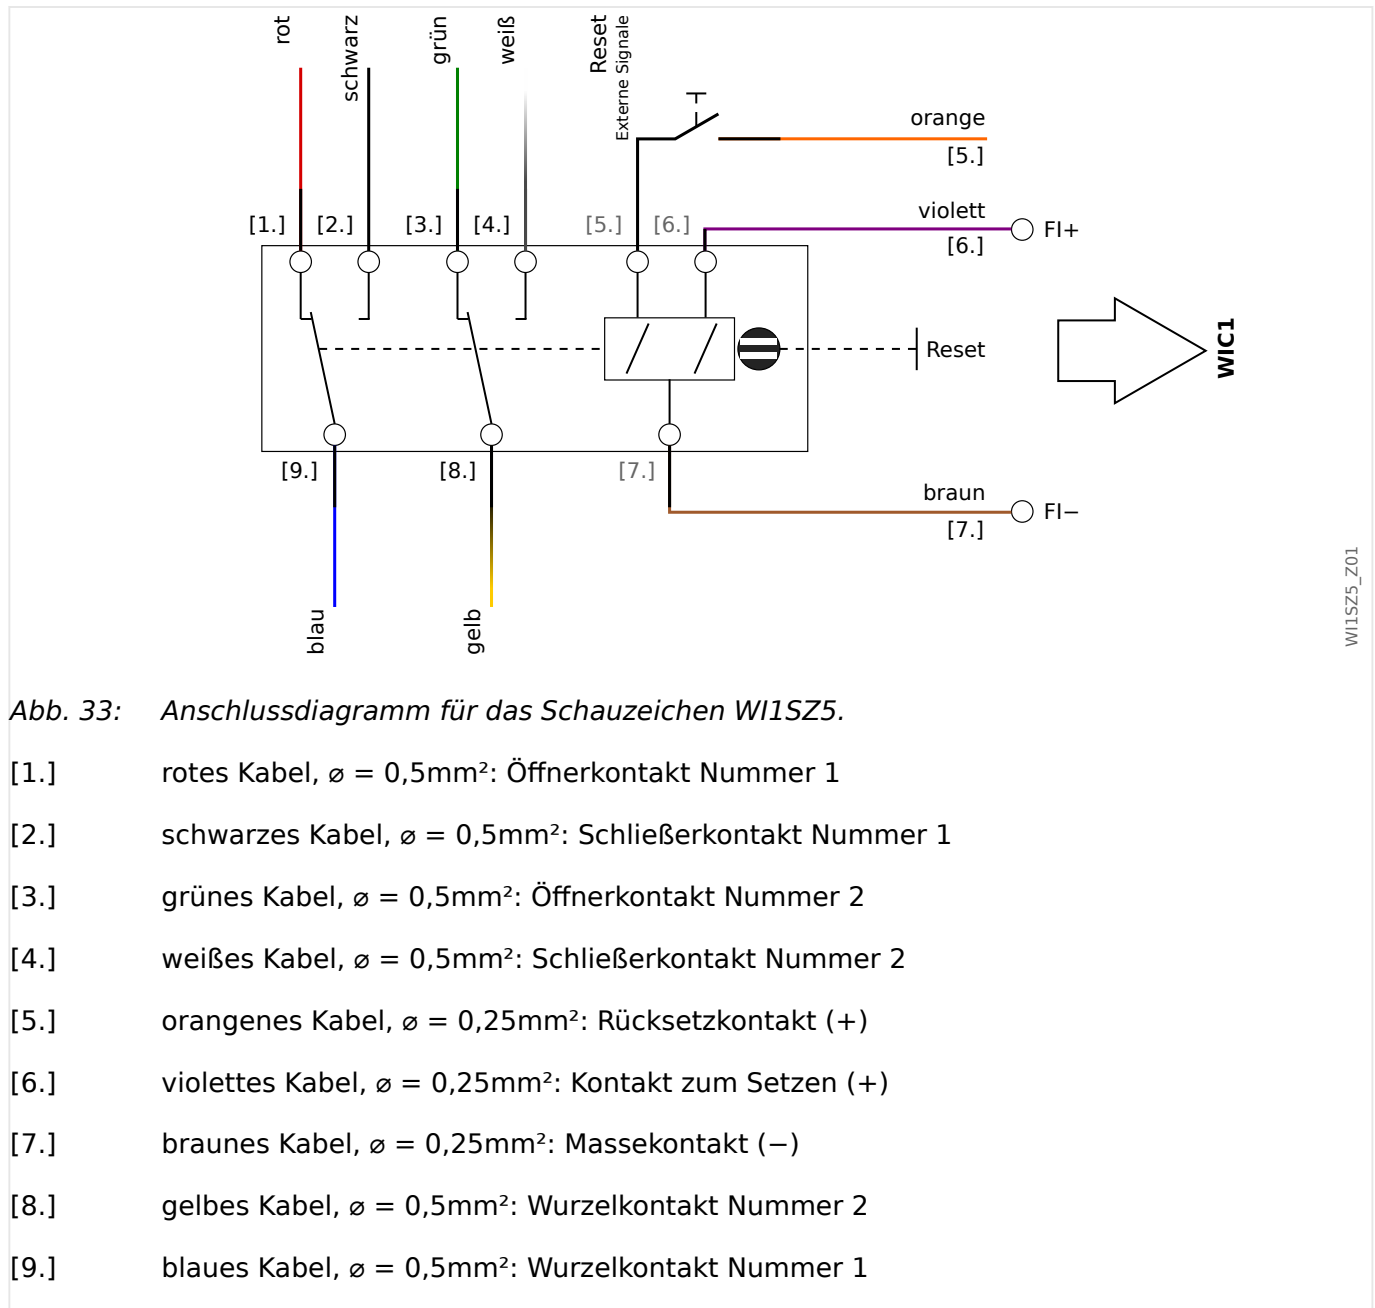 rot
schwarz
grün
weiß
Reset
Externe Signale
orange
[5.]
violett
[1.] [2.] [3.] [4.] [5.] [6.]
[6.]
FI+
Reset
WIC1
[9.] [8.] [7.]
braun
[7.]
FI−
blau
gelb
WI1SZ5_Z01
Abb. 33: Anschlussdiagramm für das Schauzeichen WI1SZ5.
[1.] rotes Kabel, ⌀ = 0,5mm²: Öffnerkontakt Nummer 1
[2.] schwarzes Kabel, ⌀ = 0,5mm²: Schließerkontakt Nummer 1
[3.] grünes Kabel, ⌀ = 0,5mm²: Öffnerkontakt Nummer 2
[4.] weißes Kabel, ⌀ = 0,5mm²: Schließerkontakt Nummer 2
[5.] orangenes Kabel, ⌀ = 0,25mm²: Rücksetzkontakt (+)
[6.] violettes Kabel, ⌀ = 0,25mm²: Kontakt zum Setzen (+)
[7.] braunes Kabel, ⌀ = 0,25mm²: Massekontakt (−)
[8.] gelbes Kabel, ⌀ = 0,5mm²: Wurzelkontakt Nummer 2
[9.] blaues Kabel, ⌀ = 0,5mm²: Wurzelkontakt Nummer 1